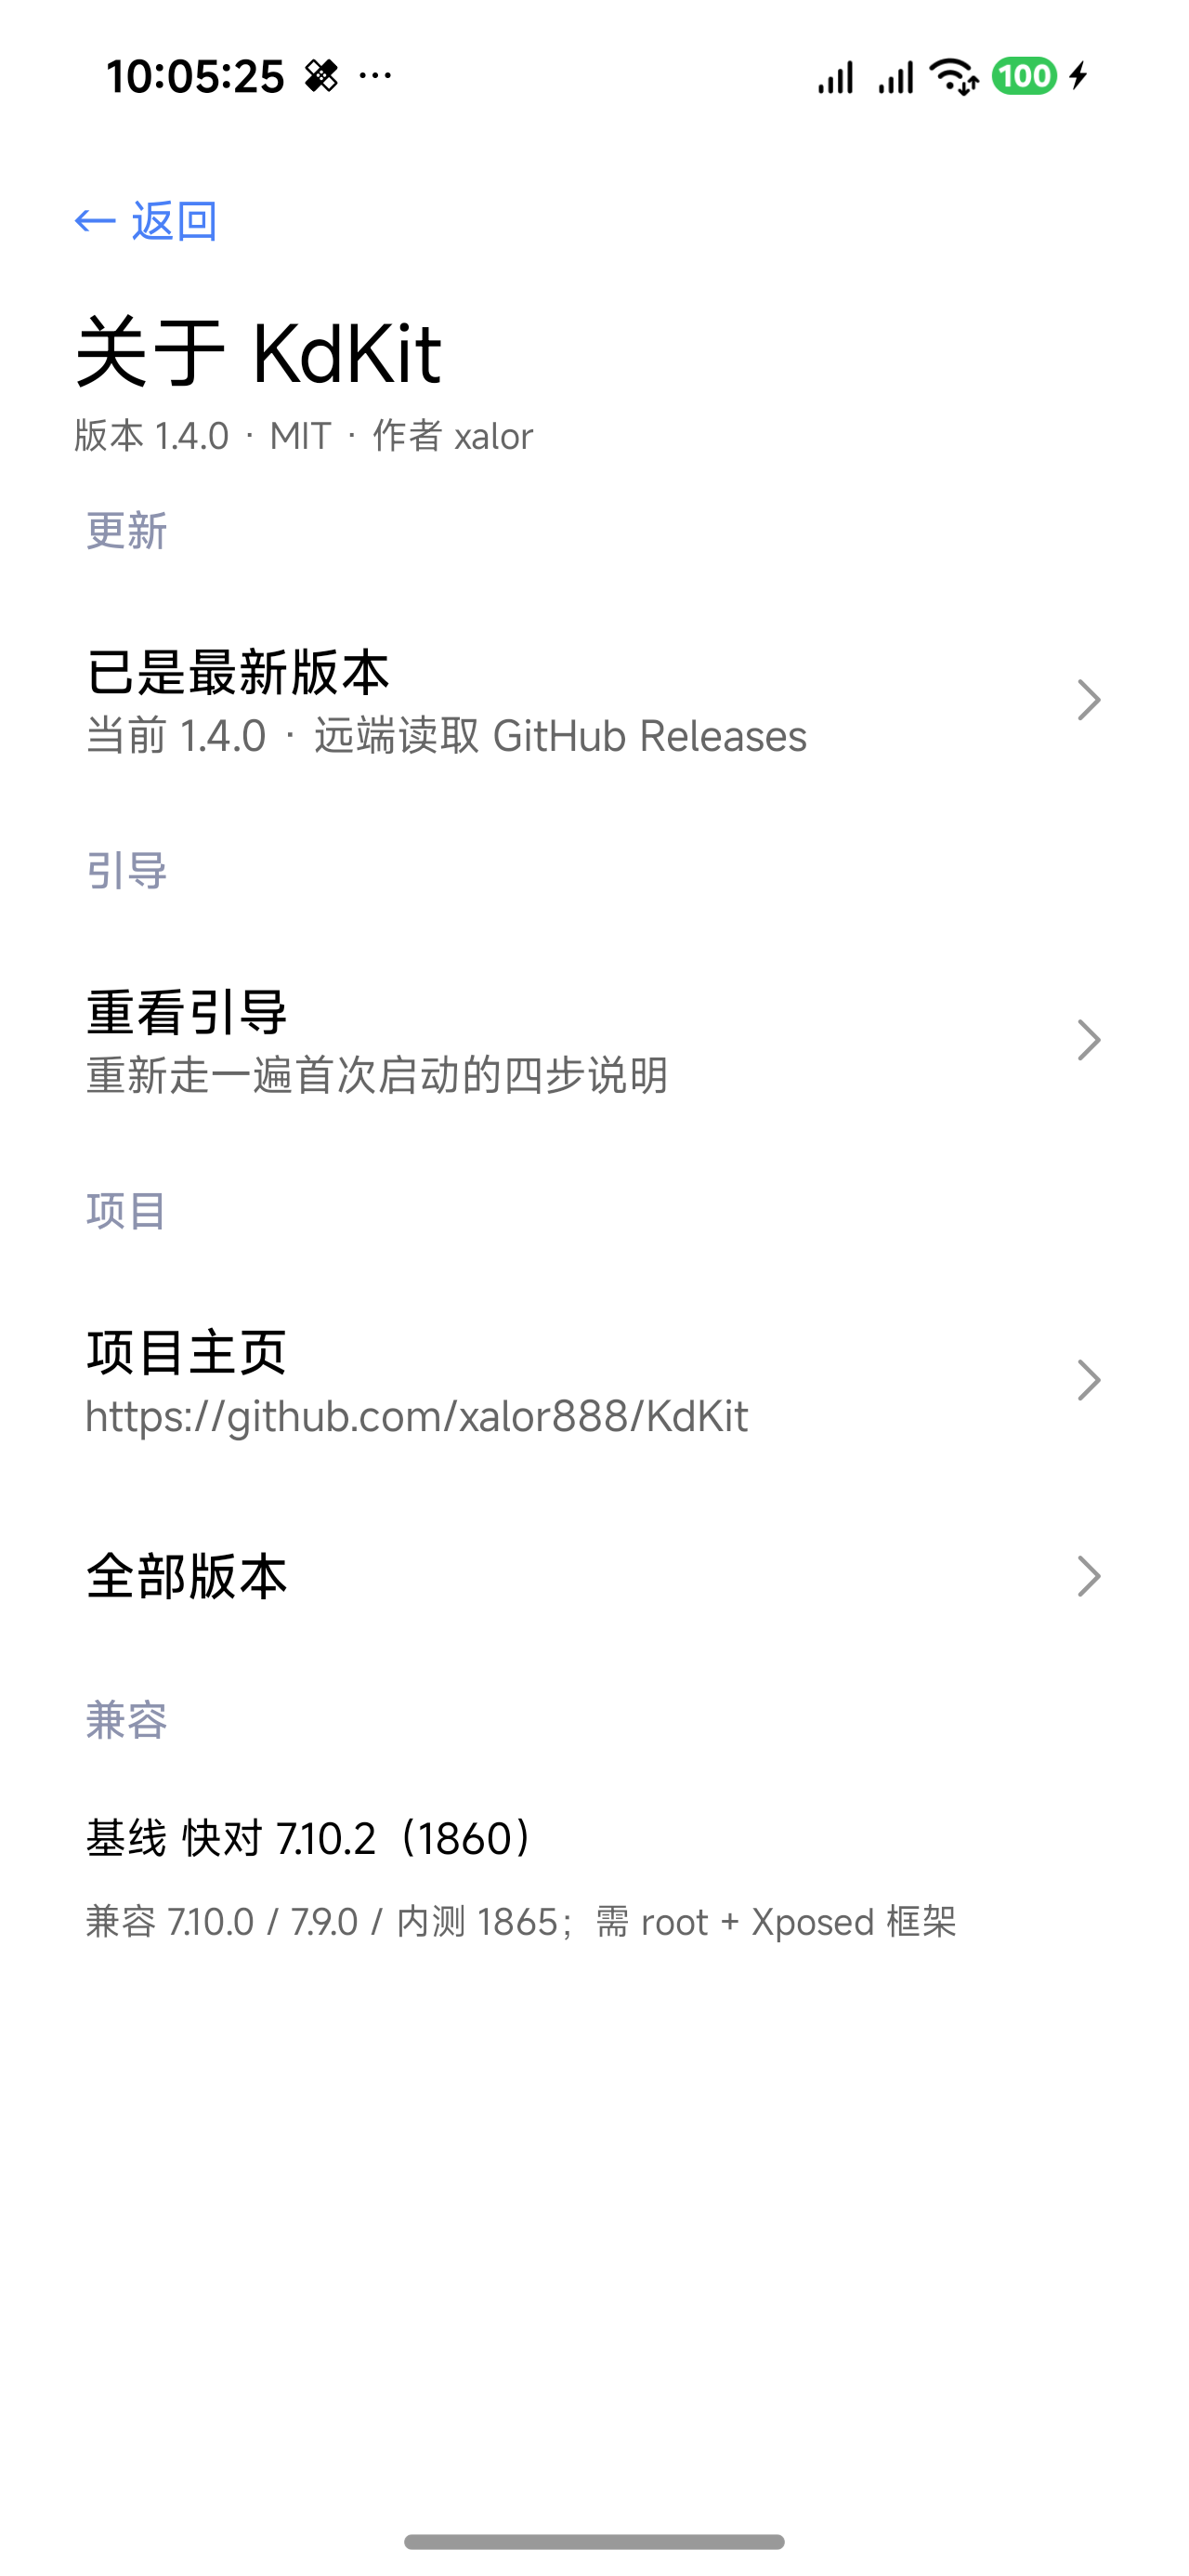 10:05:25 ··· 100
← 返回
关于 KdKit
版本 1.4.0 · MIT · 作者 xalor
更新
已是最新版本
当前 1.4.0 · 远端读取 GitHub Releases
引导
重看引导
重新走一遍首次启动的四步说明
项目
项目主页
https://github.com/xalor888/KdKit
全部版本
兼容
基线 快对 7.10.2（1860）
兼容 7.10.0 / 7.9.0 / 内测 1865；需 root + Xposed 框架